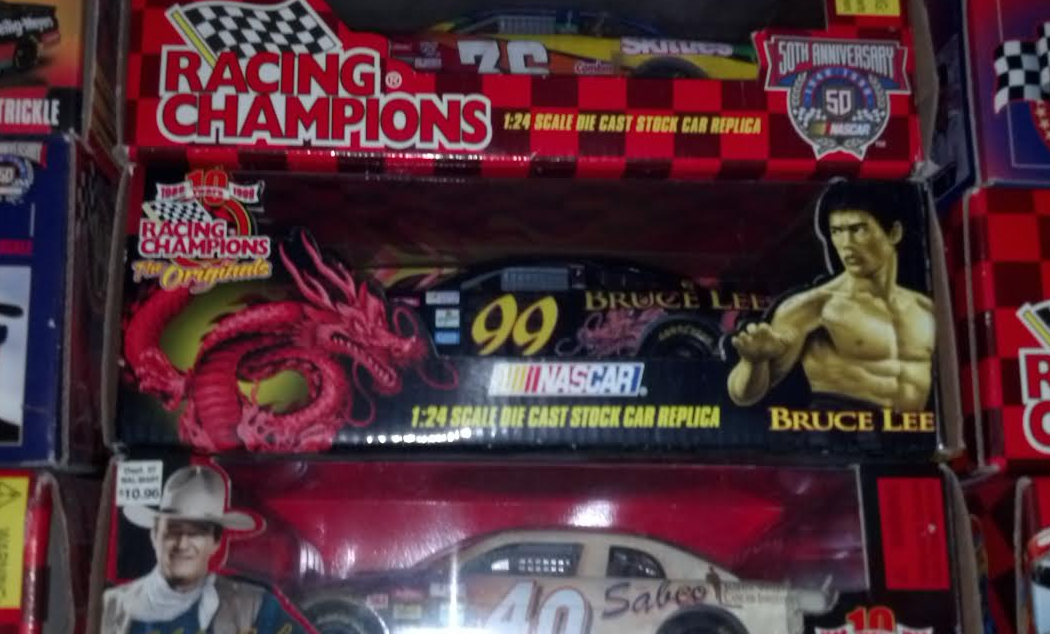 TRICKLE
RACING®
CHAMPIONS
Skittles
1:24 SCALE DIE CAST STOCK CAR REPLICA
50TH ANNIVERSARY
50
NASCAR
TM
10
RACING
CHAMPIONS
The Originals
99
BRUCE LEE
NASCAR
1:24 SCALE DIE CAST STOCK CAR REPLICA
BRUCE LEE
$10.96
40
Sabco
10